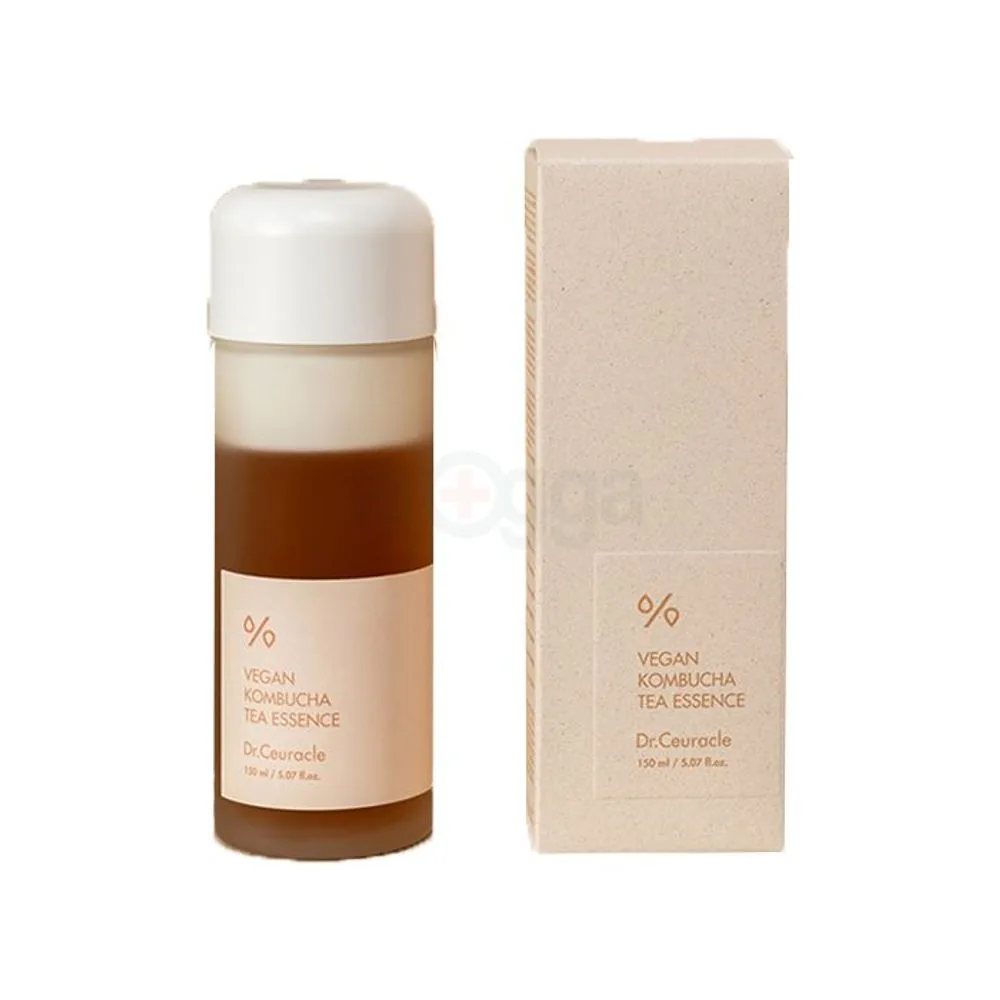 %
VEGAN
KOMBUCHA
TEA ESSENCE
Dr.Ceuracle
150 ml / 5.07 fl.oz.
%
VEGAN
KOMBUCHA
TEA ESSENCE
Dr.Ceuracle
150 ml / 5.07 fl.oz.